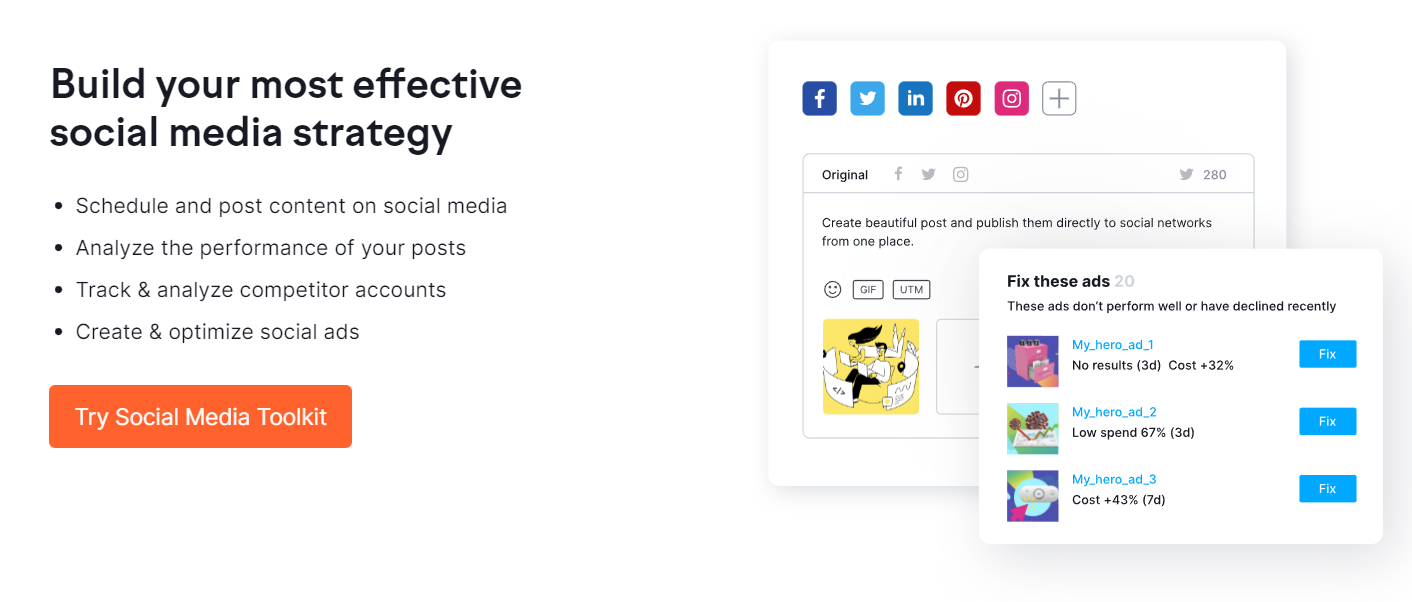 Build your most effective
social media strategy
Schedule and post content on social media
Analyze the performance of your posts
Track & analyze competitor accounts
Create & optimize social ads
Try Social Media Toolkit
Original
280
Create beautiful post and publish them directly to social networks
from one place.
GIF UTM
Fix these ads 20
These ads don’t perform well or have declined recently
My_hero_ad_1
No results (3d) Cost +32%
Fix
My_hero_ad_2
Low spend 67% (3d)
Fix
My_hero_ad_3
Cost +43% (7d)
Fix